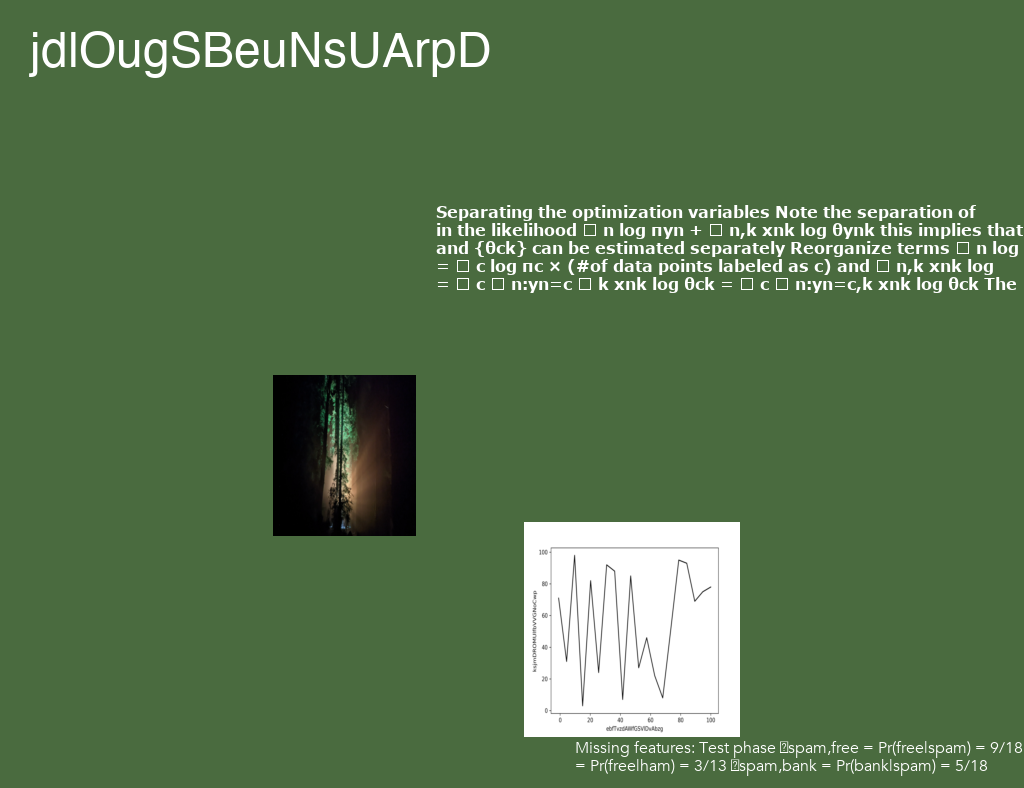 jdlOugSBeuNsUArpD
Separating the optimization variables Note the separation of
in the likelihood □ n log πyn + □ n,k xnk log θynk this implies that
and {θck} can be estimated separately Reorganize terms □ n log
= □ c log πc × (#of data points labeled as c) and □ n,k xnk log
= □ c □ n:yn=c □ k xnk log θck = □ c □ n:yn=c,k xnk log θck The
100
80
60
40
20
0
0 20 40 60 80 100
Missing features: Test phase ⍰spam,free = Pr(free|spam) = 9/18
= Pr(free|ham) = 3/13 ⍰spam,bank = Pr(bank|spam) = 5/18